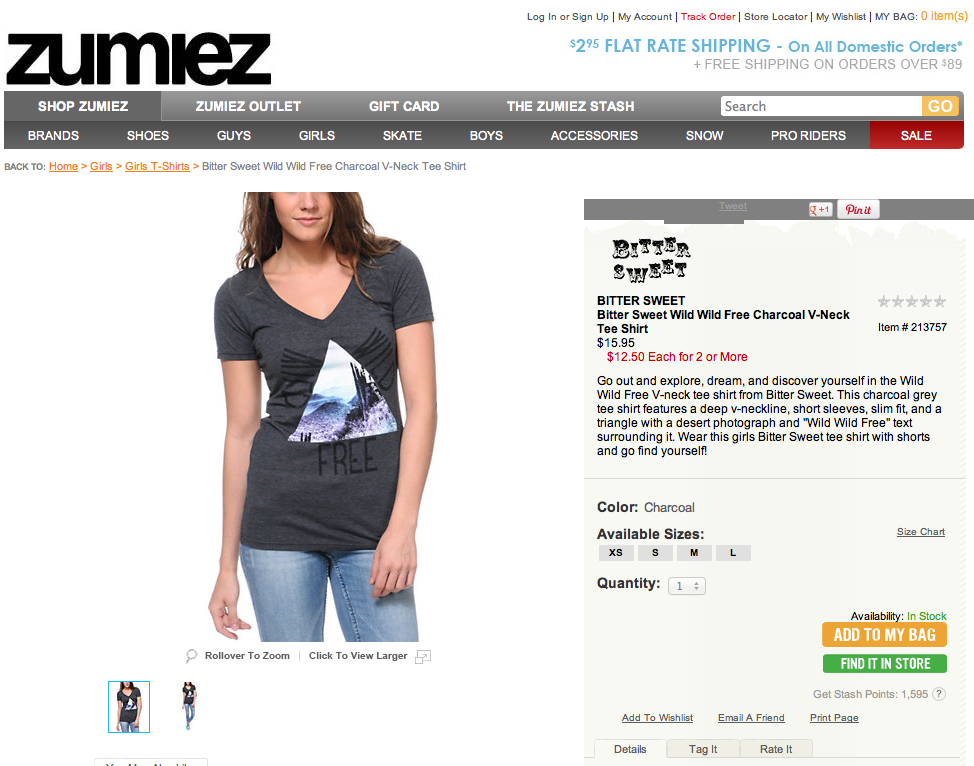 Log In or Sign Up | My Account | Track Order | Store Locator | My Wishlist | MY BAG: 0 item(s)
zumiez
$2.95 FLAT RATE SHIPPING - On All Domestic Orders*
+ FREE SHIPPING ON ORDERS OVER $89
SHOP ZUMIEZ ZUMIEZ OUTLET GIFT CARD THE ZUMIEZ STASH Search GO
BRANDS SHOES GUYS GIRLS SKATE BOYS ACCESSORIES SNOW PRO RIDERS SALE
BACK TO: Home > Girls > Girls T-Shirts > Bitter Sweet Wild Wild Free Charcoal V-Neck Tee Shirt
Tweet +1 Pin it
BITTER
SWEET
BITTER SWEET
Bitter Sweet Wild Wild Free Charcoal V-Neck
Tee Shirt
Item # 213757
$15.95
$12.50 Each for 2 or More
Go out and explore, dream, and discover yourself in the Wild
Wild Free V-neck tee shirt from Bitter Sweet. This charcoal grey
tee shirt features a deep v-neckline, short sleeves, slim fit, and a
triangle with a desert photograph and "Wild Wild Free" text
surrounding it. Wear this girls Bitter Sweet tee shirt with shorts
and go find yourself!
FREE
Color: Charcoal
Available Sizes: Size Chart
XS S M L
Quantity: 1
Availability: In Stock
ADD TO MY BAG
FIND IT IN STORE
Get Stash Points: 1,595 ?
Add To Wishlist Email A Friend Print Page
Details Tag It Rate It
Rollover To Zoom | Click To View Larger